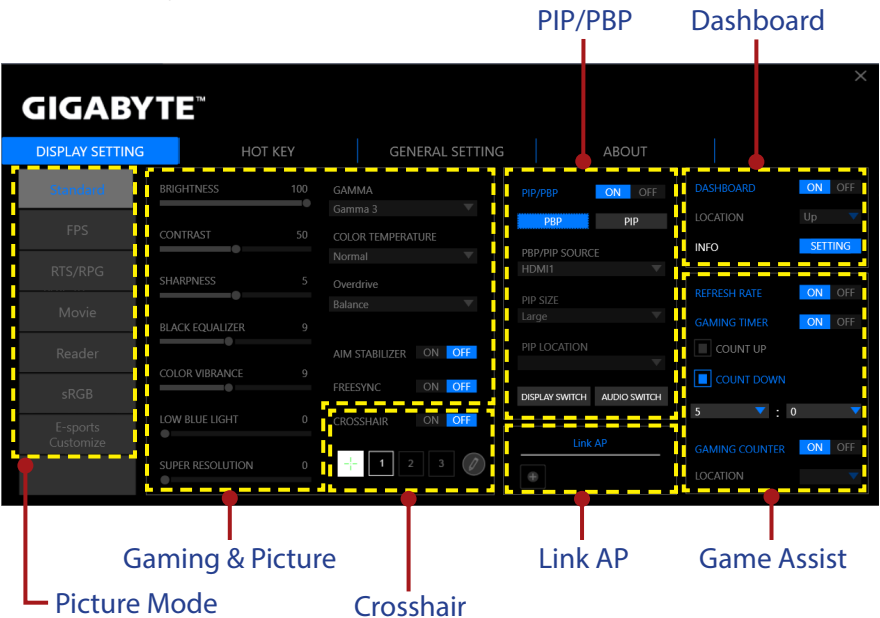 PIP/PBP
Dashboard
GIGABYTE™
DISPLAY SETTING
HOT KEY
GENERAL SETTING
ABOUT
Standard
FPS
RTS/RPG
Movie
Reader
sRGB
E-sports
Customize
BRIGHTNESS 100
CONTRAST 50
SHARPNESS 5
BLACK EQUALIZER 9
COLOR VIBRANCE 9
LOW BLUE LIGHT 0
SUPER RESOLUTION 0
GAMMA
Gamma 3
COLOR TEMPERATURE
Normal
Overdrive
Balance
AIM STABILIZER ON OFF
FREESYNC ON OFF
CROSSHAIR ON OFF
1 2 3
PIP/PBP ON OFF
PBP PIP
PBP/PIP SOURCE
HDMI1
PIP SIZE
Large
PIP LOCATION
DISPLAY SWITCH AUDIO SWITCH
Link AP
DASHBOARD ON OFF
LOCATION Up
INFO SETTING
REFRESH RATE ON OFF
GAMING TIMER ON OFF
COUNT UP
COUNT DOWN
5 : 0
GAMING COUNTER ON OFF
LOCATION
Gaming & Picture
Link AP
Game Assist
Picture Mode
Crosshair